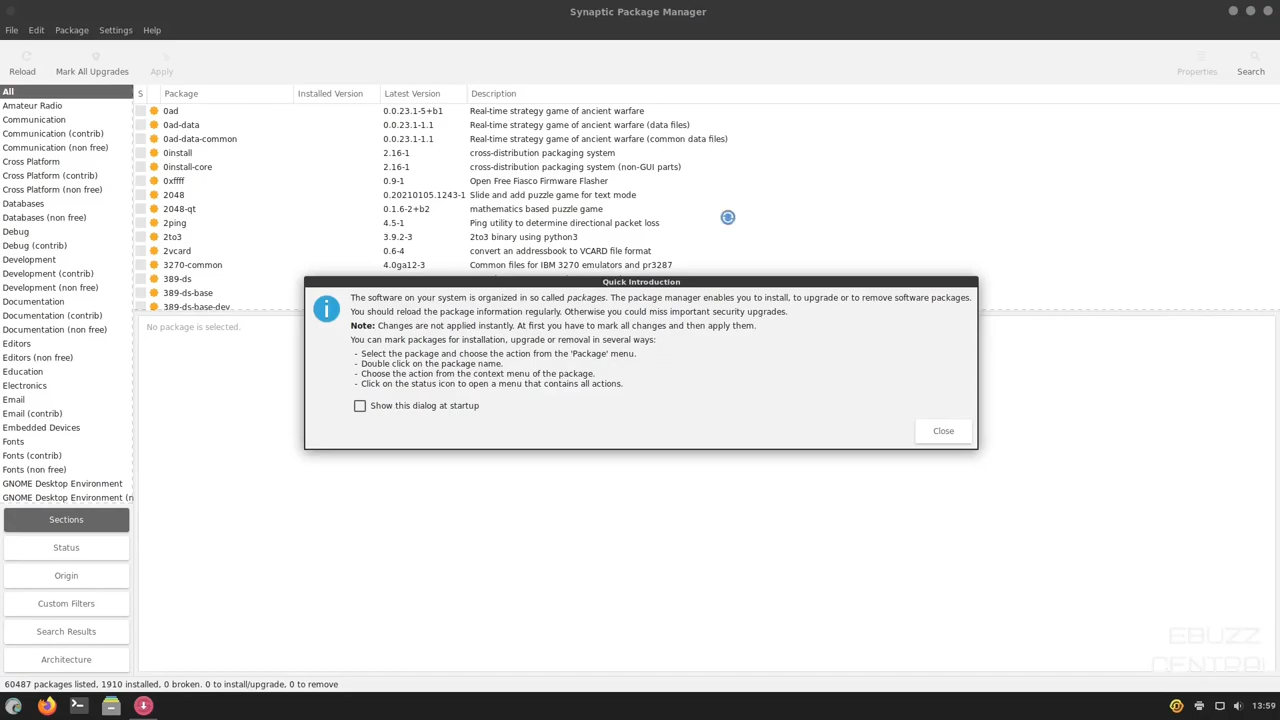 Synaptic Package Manager
File Edit Package Settings Help
Reload Mark All Upgrades Apply Properties Search
All
Amateur Radio
Communication
Communication (contrib)
Communication (non free)
Cross Platform
Cross Platform (contrib)
Cross Platform (non free)
Databases
Databases (non free)
Debug
Debug (contrib)
Development
Development (contrib)
Development (non free)
Documentation
Documentation (contrib)
Documentation (non free)
Editors
Editors (non free)
Education
Electronics
Email
Email (contrib)
Embedded Devices
Fonts
Fonts (contrib)
Fonts (non free)
GNOME Desktop Environment
GNOME Desktop Environment (n
Sections
Status
Origin
Custom Filters
Search Results
Architecture
S Package Installed Version Latest Version Description
0ad 0.0.23.1-5+b1 Real-time strategy game of ancient warfare
0ad-data 0.0.23.1-1.1 Real-time strategy game of ancient warfare (data files)
0ad-data-common 0.0.23.1-1.1 Real-time strategy game of ancient warfare (common data files)
0install 2.16-1 cross-distribution packaging system
0install-core 2.16-1 cross-distribution packaging system (non-GUI parts)
0xffff 0.9-1 Open Free Fiasco Firmware Flasher
2048 0.20210105.1243-1 Slide and add puzzle game for text mode
2048-qt 0.1.6-2+b2 mathematics based puzzle game
2ping 4.5-1 Ping utility to determine directional packet loss
2to3 3.9.2-3 2to3 binary using python3
2vcard 0.6-4 convert an addressbook to VCARD file format
3270-common 4.0ga12-3 Common files for IBM 3270 emulators and pr3287
389-ds
389-ds-base
389-ds-base-dev
No package is selected.
Quick Introduction
The software on your system is organized in so called packages. The package manager enables you to install, to upgrade or to remove software packages.
You should reload the package information regularly. Otherwise you could miss important security upgrades.
Note: Changes are not applied instantly. At first you have to mark all changes and then apply them.
You can mark packages for installation, upgrade or removal in several ways:
- Select the package and choose the action from the 'Package' menu.
- Double click on the package name.
- Choose the action from the context menu of the package.
- Click on the status icon to open a menu that contains all actions.
Show this dialog at startup
Close
EBUZZ
CENTRAL
60487 packages listed, 1910 installed, 0 broken. 0 to install/upgrade, 0 to remove
13:59